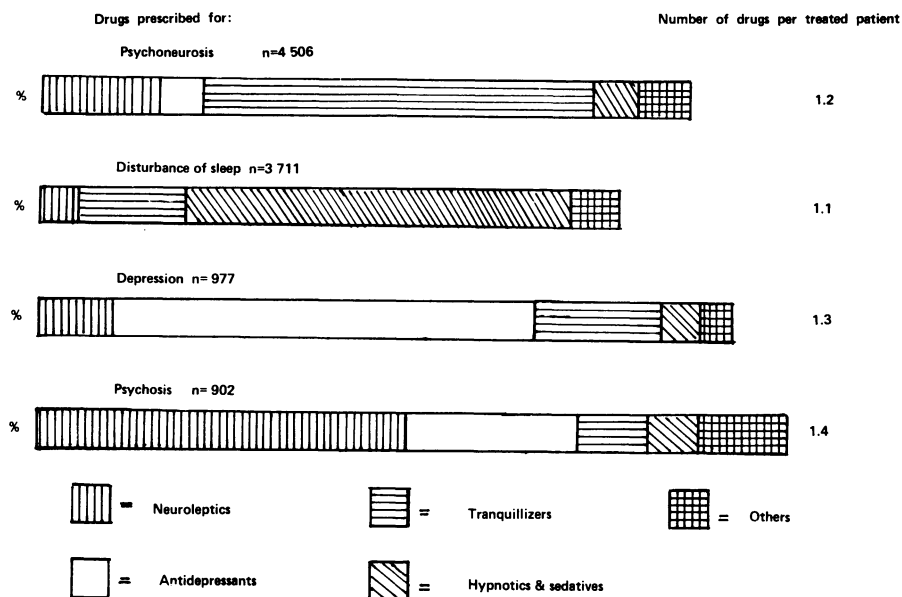 Drugs prescribed for: Number of drugs per treated patient
Psychoneurosis n=4 506
% 1.2
Disturbance of sleep n=3 711
% 1.1
Depression n= 977
% 1.3
Psychosis n= 902
% 1.4
= Neuroleptics = Tranquillizers = Others
= Antidepressants = Hypnotics & sedatives